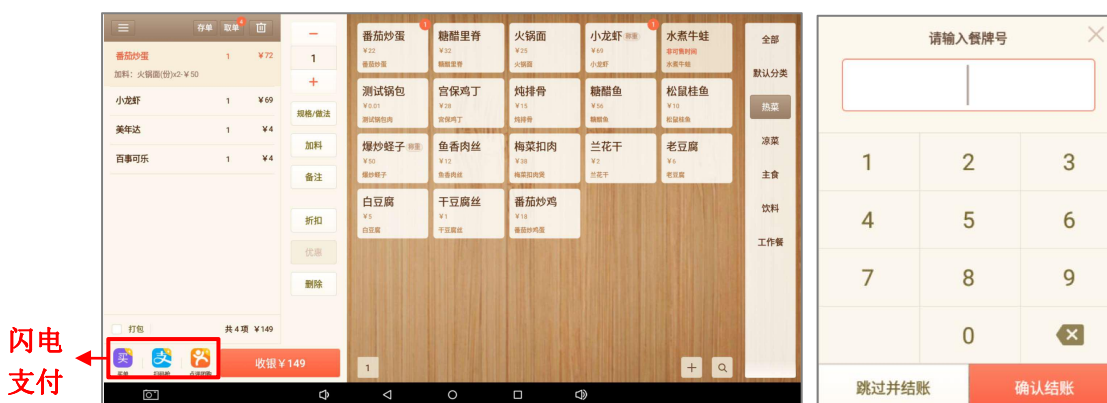 闪电
支付
存单 取单 4
番茄炒蛋 1 ¥72
加料：火锅面(份)x2-¥50
小龙虾 1 ¥69
美年达 1 ¥4
百事可乐 1 ¥4
打包 共4项 ¥149
收银¥149
1
规格/做法
加料
备注
折扣
优惠
删除
番茄炒蛋 1
¥22
番茄炒蛋
糖醋里脊
¥32
糖醋里脊
火锅面
¥25
火锅面
小龙虾 称重 1
¥69
小龙虾
水煮牛蛙
非可售时间
水煮牛蛙
测试锅包
¥0.01
测试锅包肉
宫保鸡丁
¥28
宫保鸡丁
炖排骨
¥15
炖排骨
糖醋鱼
¥56
糖醋鱼
松鼠桂鱼
¥10
松鼠桂鱼
爆炒蛏子 称重
¥50
爆炒蛏子
鱼香肉丝
¥12
鱼香肉丝
梅菜扣肉
¥38
梅菜扣肉煲
兰花干
¥2
兰花干
老豆腐
¥6
老豆腐
白豆腐
¥5
白豆腐
干豆腐丝
¥1
干豆腐丝
番茄炒鸡
¥18
番茄炒鸡蛋
1
全部
默认分类
热菜
凉菜
主食
饮料
工作餐
请输入餐牌号
1 2 3
4 5 6
7 8 9
0
跳过并结账 确认结账